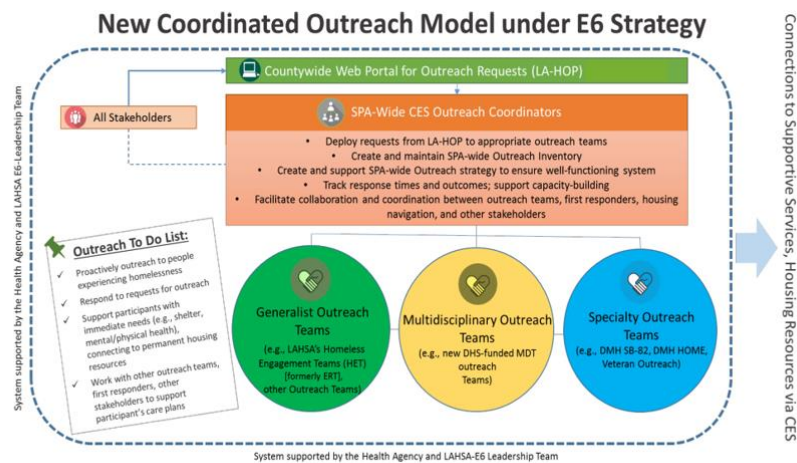 New Coordinated Outreach Model under E6 Strategy
Countywide Web Portal for Outreach Requests (LA-HOP)
All Stakeholders
SPA-Wide CES Outreach Coordinators
• Deploy requests from LA-HOP to appropriate outreach teams
• Create and maintain SPA-wide Outreach Inventory
• Create and support SPA-wide Outreach strategy to ensure well-functioning system
• Track response times and outcomes; support capacity-building
• Facilitate collaboration and coordination between outreach teams, first responders, housing
navigation, and other stakeholders
Outreach To Do List:
✓ Proactively outreach to people
experiencing homelessness
✓ Respond to requests for outreach
✓ Support participants with
immediate needs (e.g., shelter,
mental/physical health),
connecting to permanent housing
resources
✓ Work with other outreach teams,
first responders, other
stakeholders to support
participant's care plans
Generalist Outreach
Teams
(e.g., LAHSA's Homeless
Engagement Teams (HET)
[formerly ERT],
other Outreach Teams)
Multidisciplinary Outreach
Teams
(e.g., new DHS-funded MDT
outreach
Teams)
Specialty Outreach
Teams
(e.g., DMH SB-82, DMH HOME,
Veteran Outreach)
System supported by the Health Agency and LAHSA E6-Leadership Team
System supported by the Health Agency and LAHSA-E6 Leadership Team
Connections to Supportive Services, Housing Resources via CES